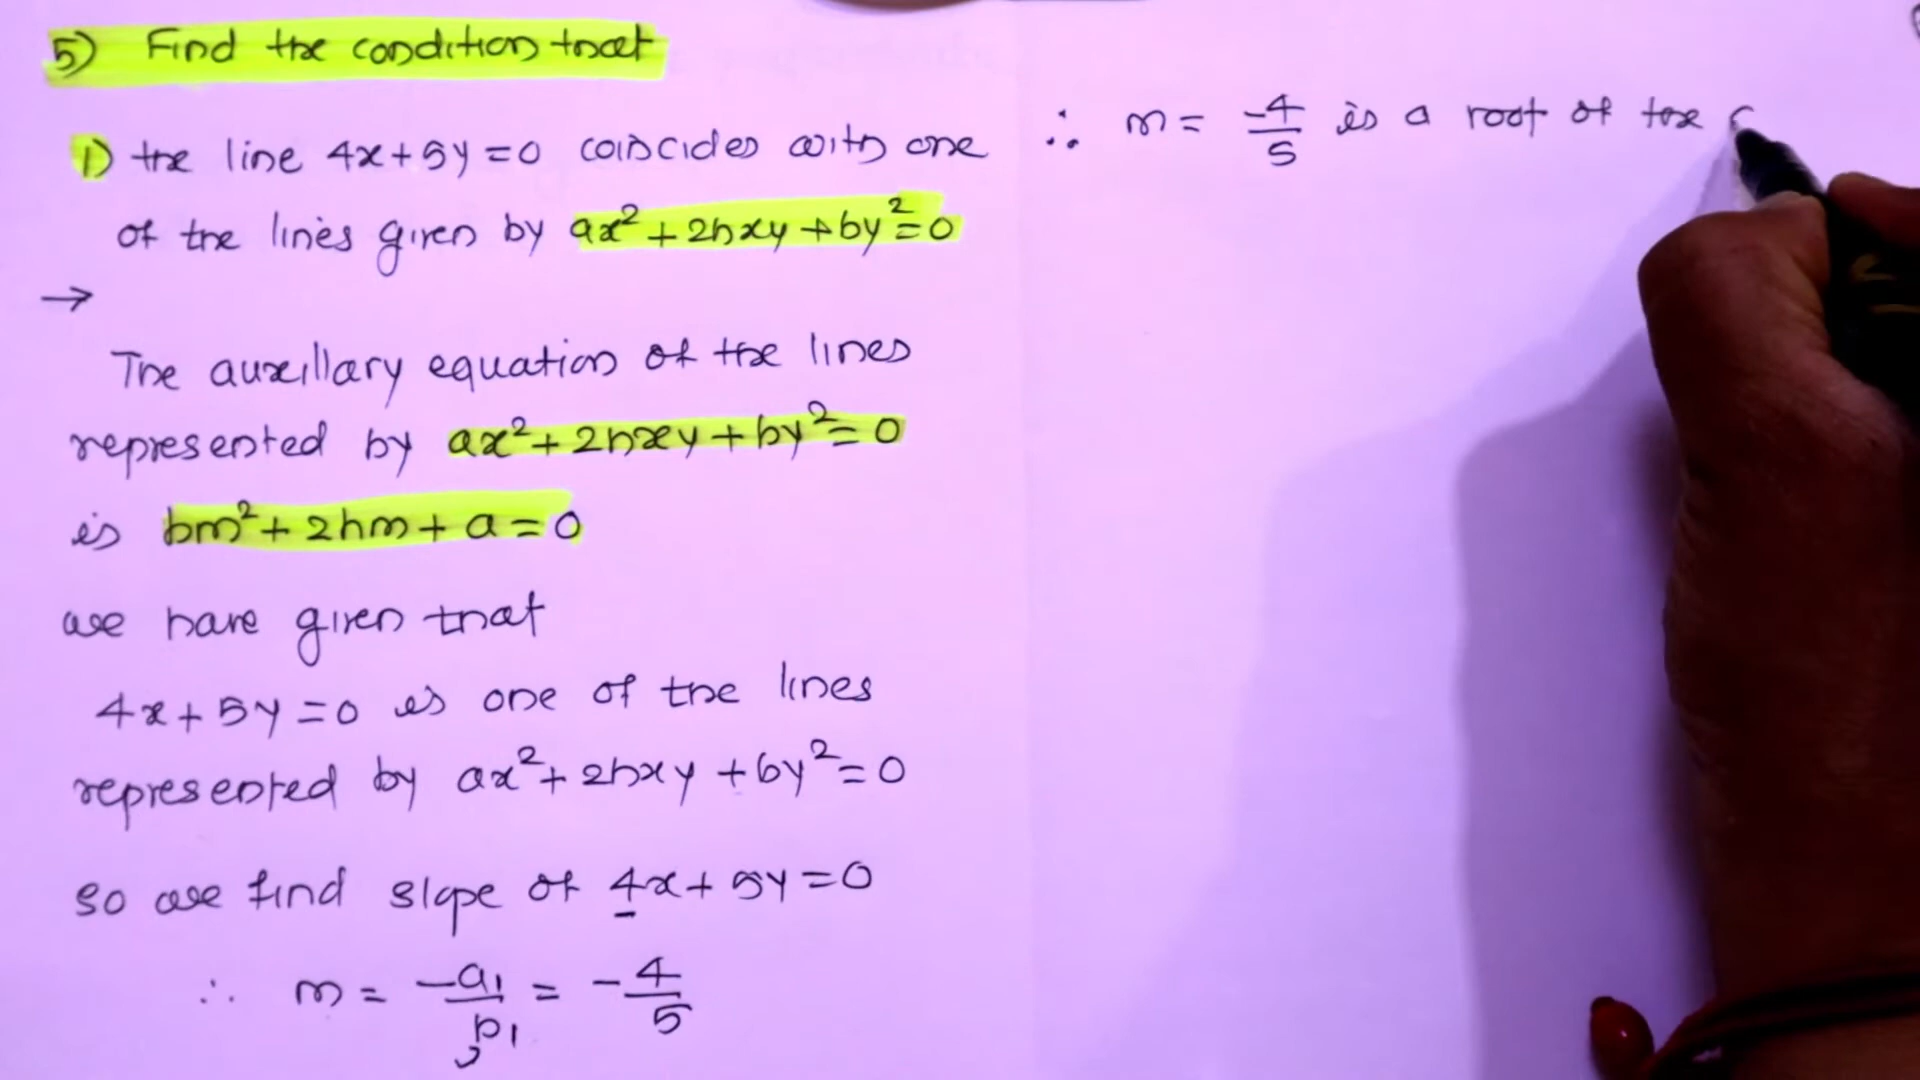 5) Find the condition that
1) the line 4x+5y=0 coincides with one
of the lines given by ax²+2hxy+by²=0
→
The auxillary equation of the lines
represented by ax²+2hxy+by²=0
is bm²+2hm+a=0
we have given that
4x+5y=0 is one of the lines
represented by ax²+2hxy+by²=0
so we find slope of 4x+5y=0
∴ m = -a₁/b₁ = -4/5
∴ m = -4/5 is a root of the